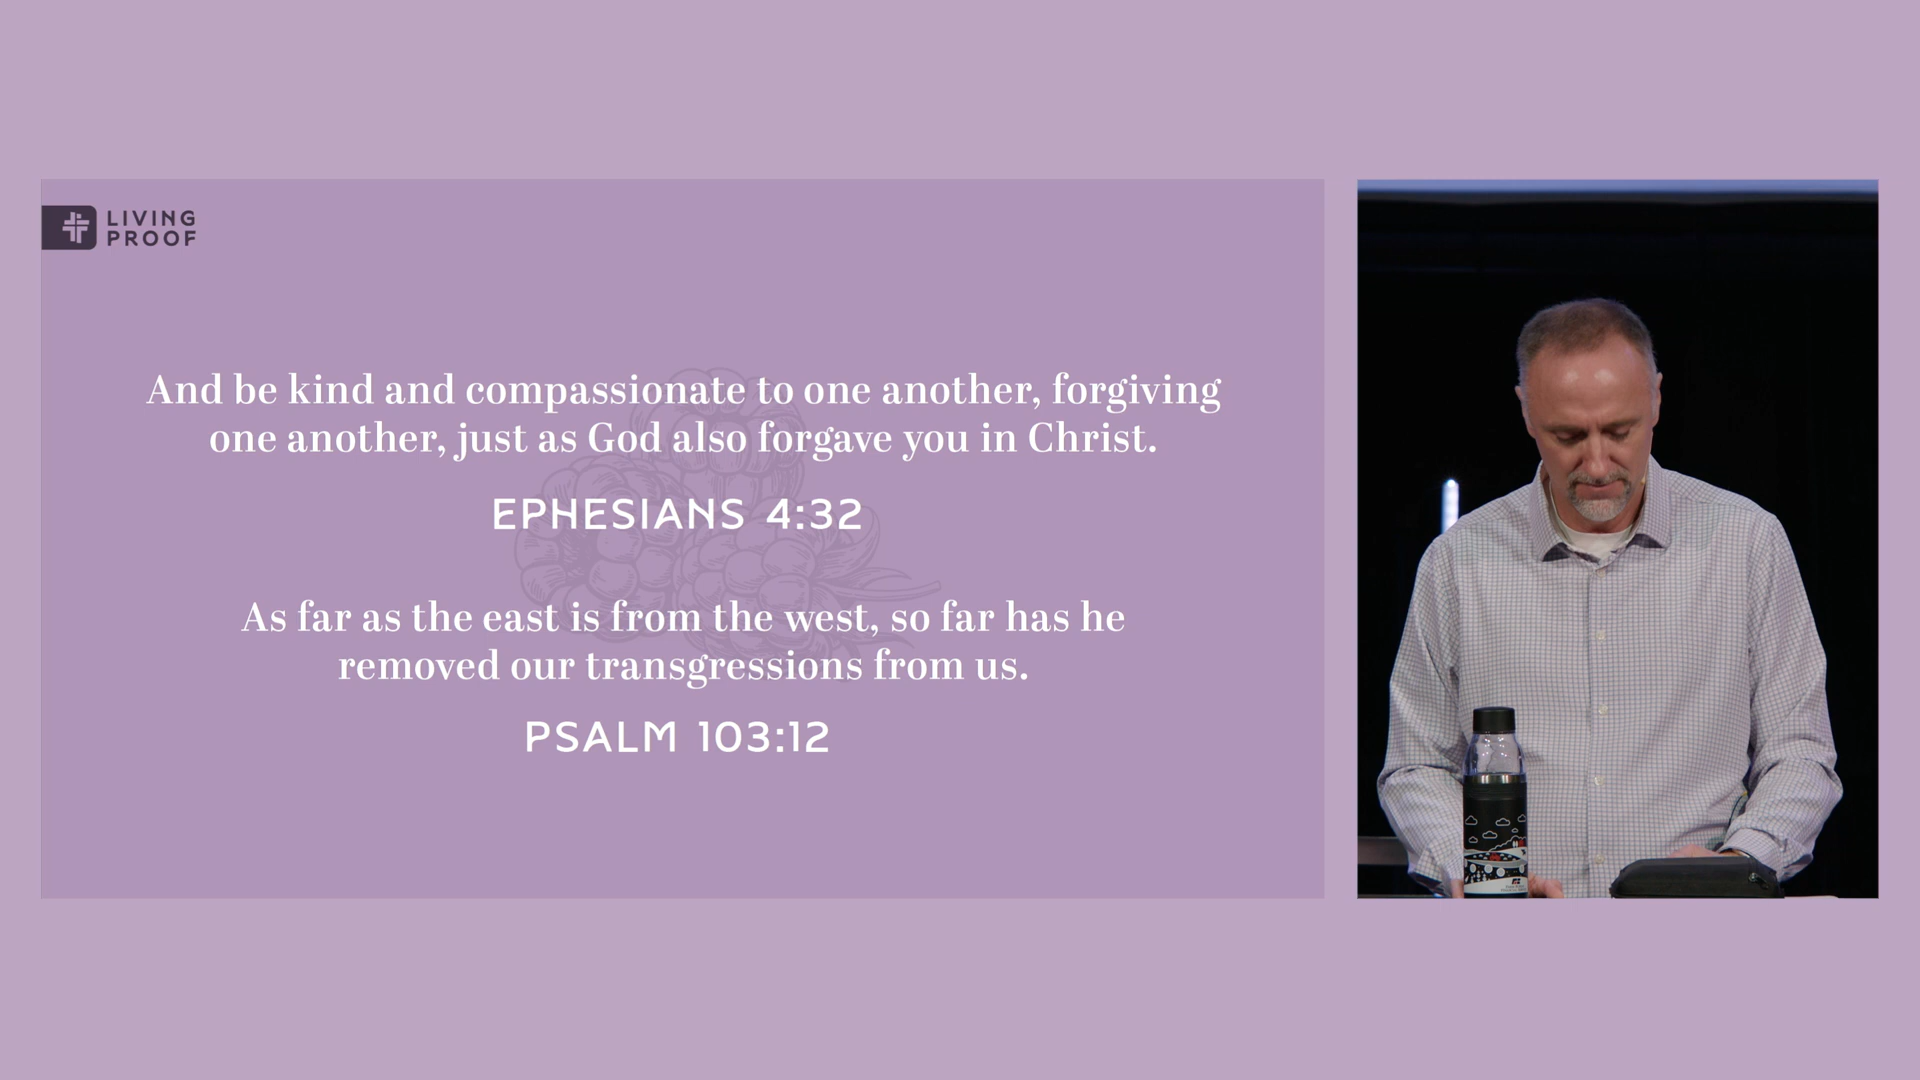 LIVING
PROOF
And be kind and compassionate to one another, forgiving
one another, just as God also forgave you in Christ.
EPHESIANS 4:32
As far as the east is from the west, so far has he
removed our transgressions from us.
PSALM 103:12